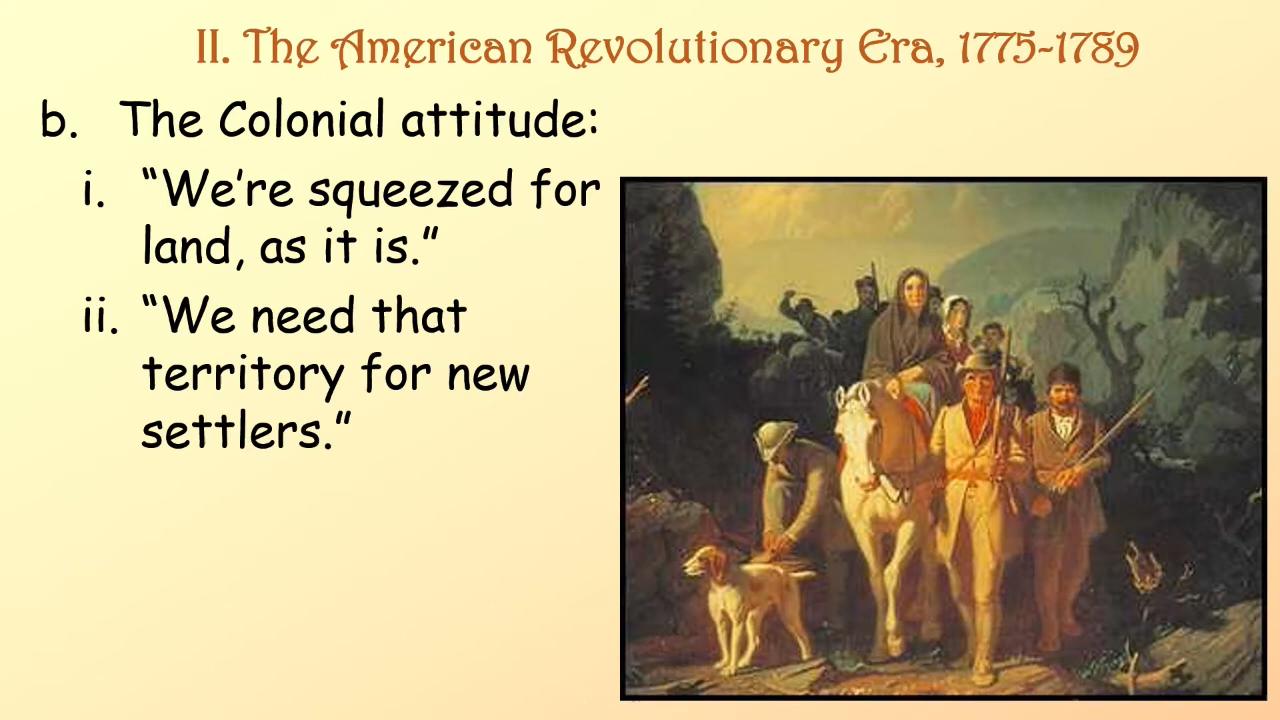 II. The American Revolutionary Era, 1775-1789
b. The Colonial attitude:
i. “We’re squeezed for
land, as it is.”
ii. “We need that
territory for new
settlers.”